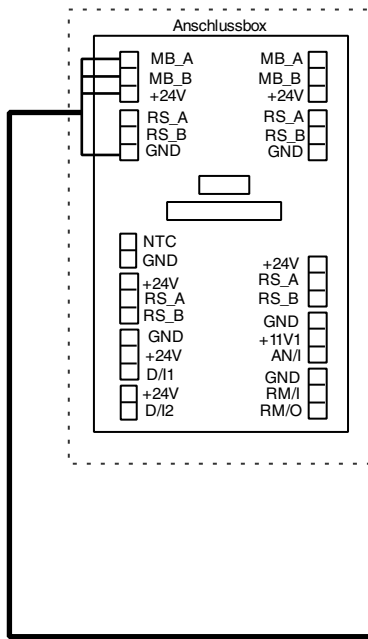 Anschlussbox
MB_A
MB_B
+24V
RS_A
RS_B
GND
MB_A
MB_B
+24V
RS_A
RS_B
GND
NTC
GND
+24V
RS_A
RS_B
GND
+24V
D/I1
+24V
D/I2
+24V
RS_A
RS_B
GND
+11V1
AN/I
GND
RM/I
RM/O